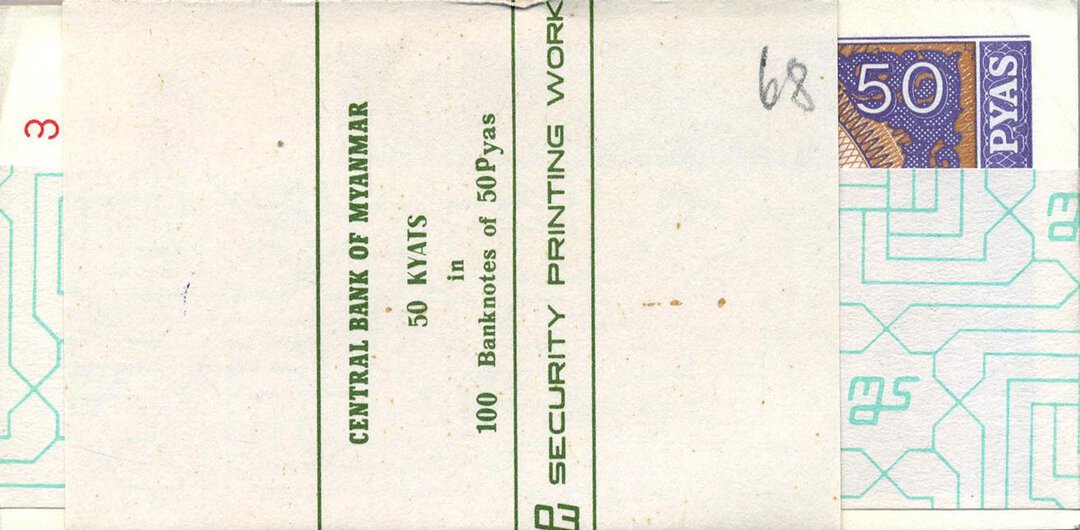 CENTRAL BANK OF MYANMAR
50 KYATS
in
100 Banknotes of 50Pyas
SECURITY PRINTING WORK
68
50
PYAS
3